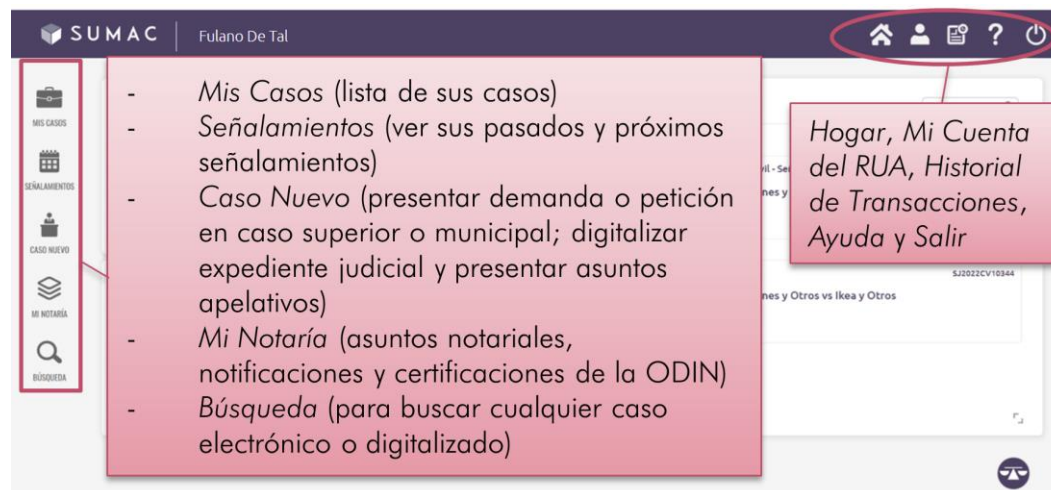 SUMAC
Fulano De Tal
MIS CASOS
SEÑALAMIENTOS
CASO NUEVO
MI NOTARÍA
BÚSQUEDA
- Mis Casos (lista de sus casos)
- Señalamientos (ver sus pasados y próximos
señalamientos)
- Caso Nuevo (presentar demanda o petición
en caso superior o municipal; digitalizar
expediente judicial y presentar asuntos
apelativos)
- Mi Notaría (asuntos notariales,
notificaciones y certificaciones de la ODIN)
- Búsqueda (para buscar cualquier caso
electrónico o digitalizado)
Hogar, Mi Cuenta
del RUA, Historial
de Transacciones,
Ayuda y Salir
SJ2022CV10344
nes y Otros vs Ikea y Otros